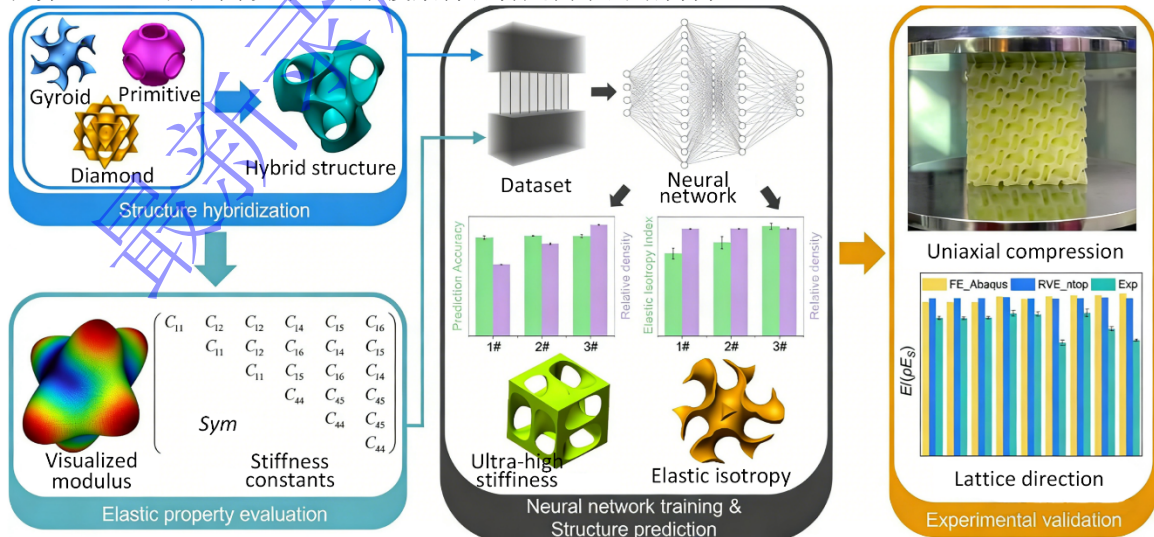 Gyroid
Primitive
Diamond
Hybrid structure
Structure hybridization
C11 C12 C12 C14 C15 C16
C11 C12 C16 C14 C15
C11 C15 C16 C14
C44 C45 C45
Sym C44 C45
C44
Visualized
modulus
Stiffness
constants
Elastic property evaluation
Dataset
Neural
network
Prediction Accuracy
Relative density
1# 2# 3#
Elastic Isotropy Index
Relative density
1# 2# 3#
Ultra-high
stiffness
Elastic isotropy
Neural network training &
Structure prediction
Uniaxial compression
FE_Abaqus RVE_ntop Exp
E/(ρES)
Lattice direction
Experimental validation
最新录